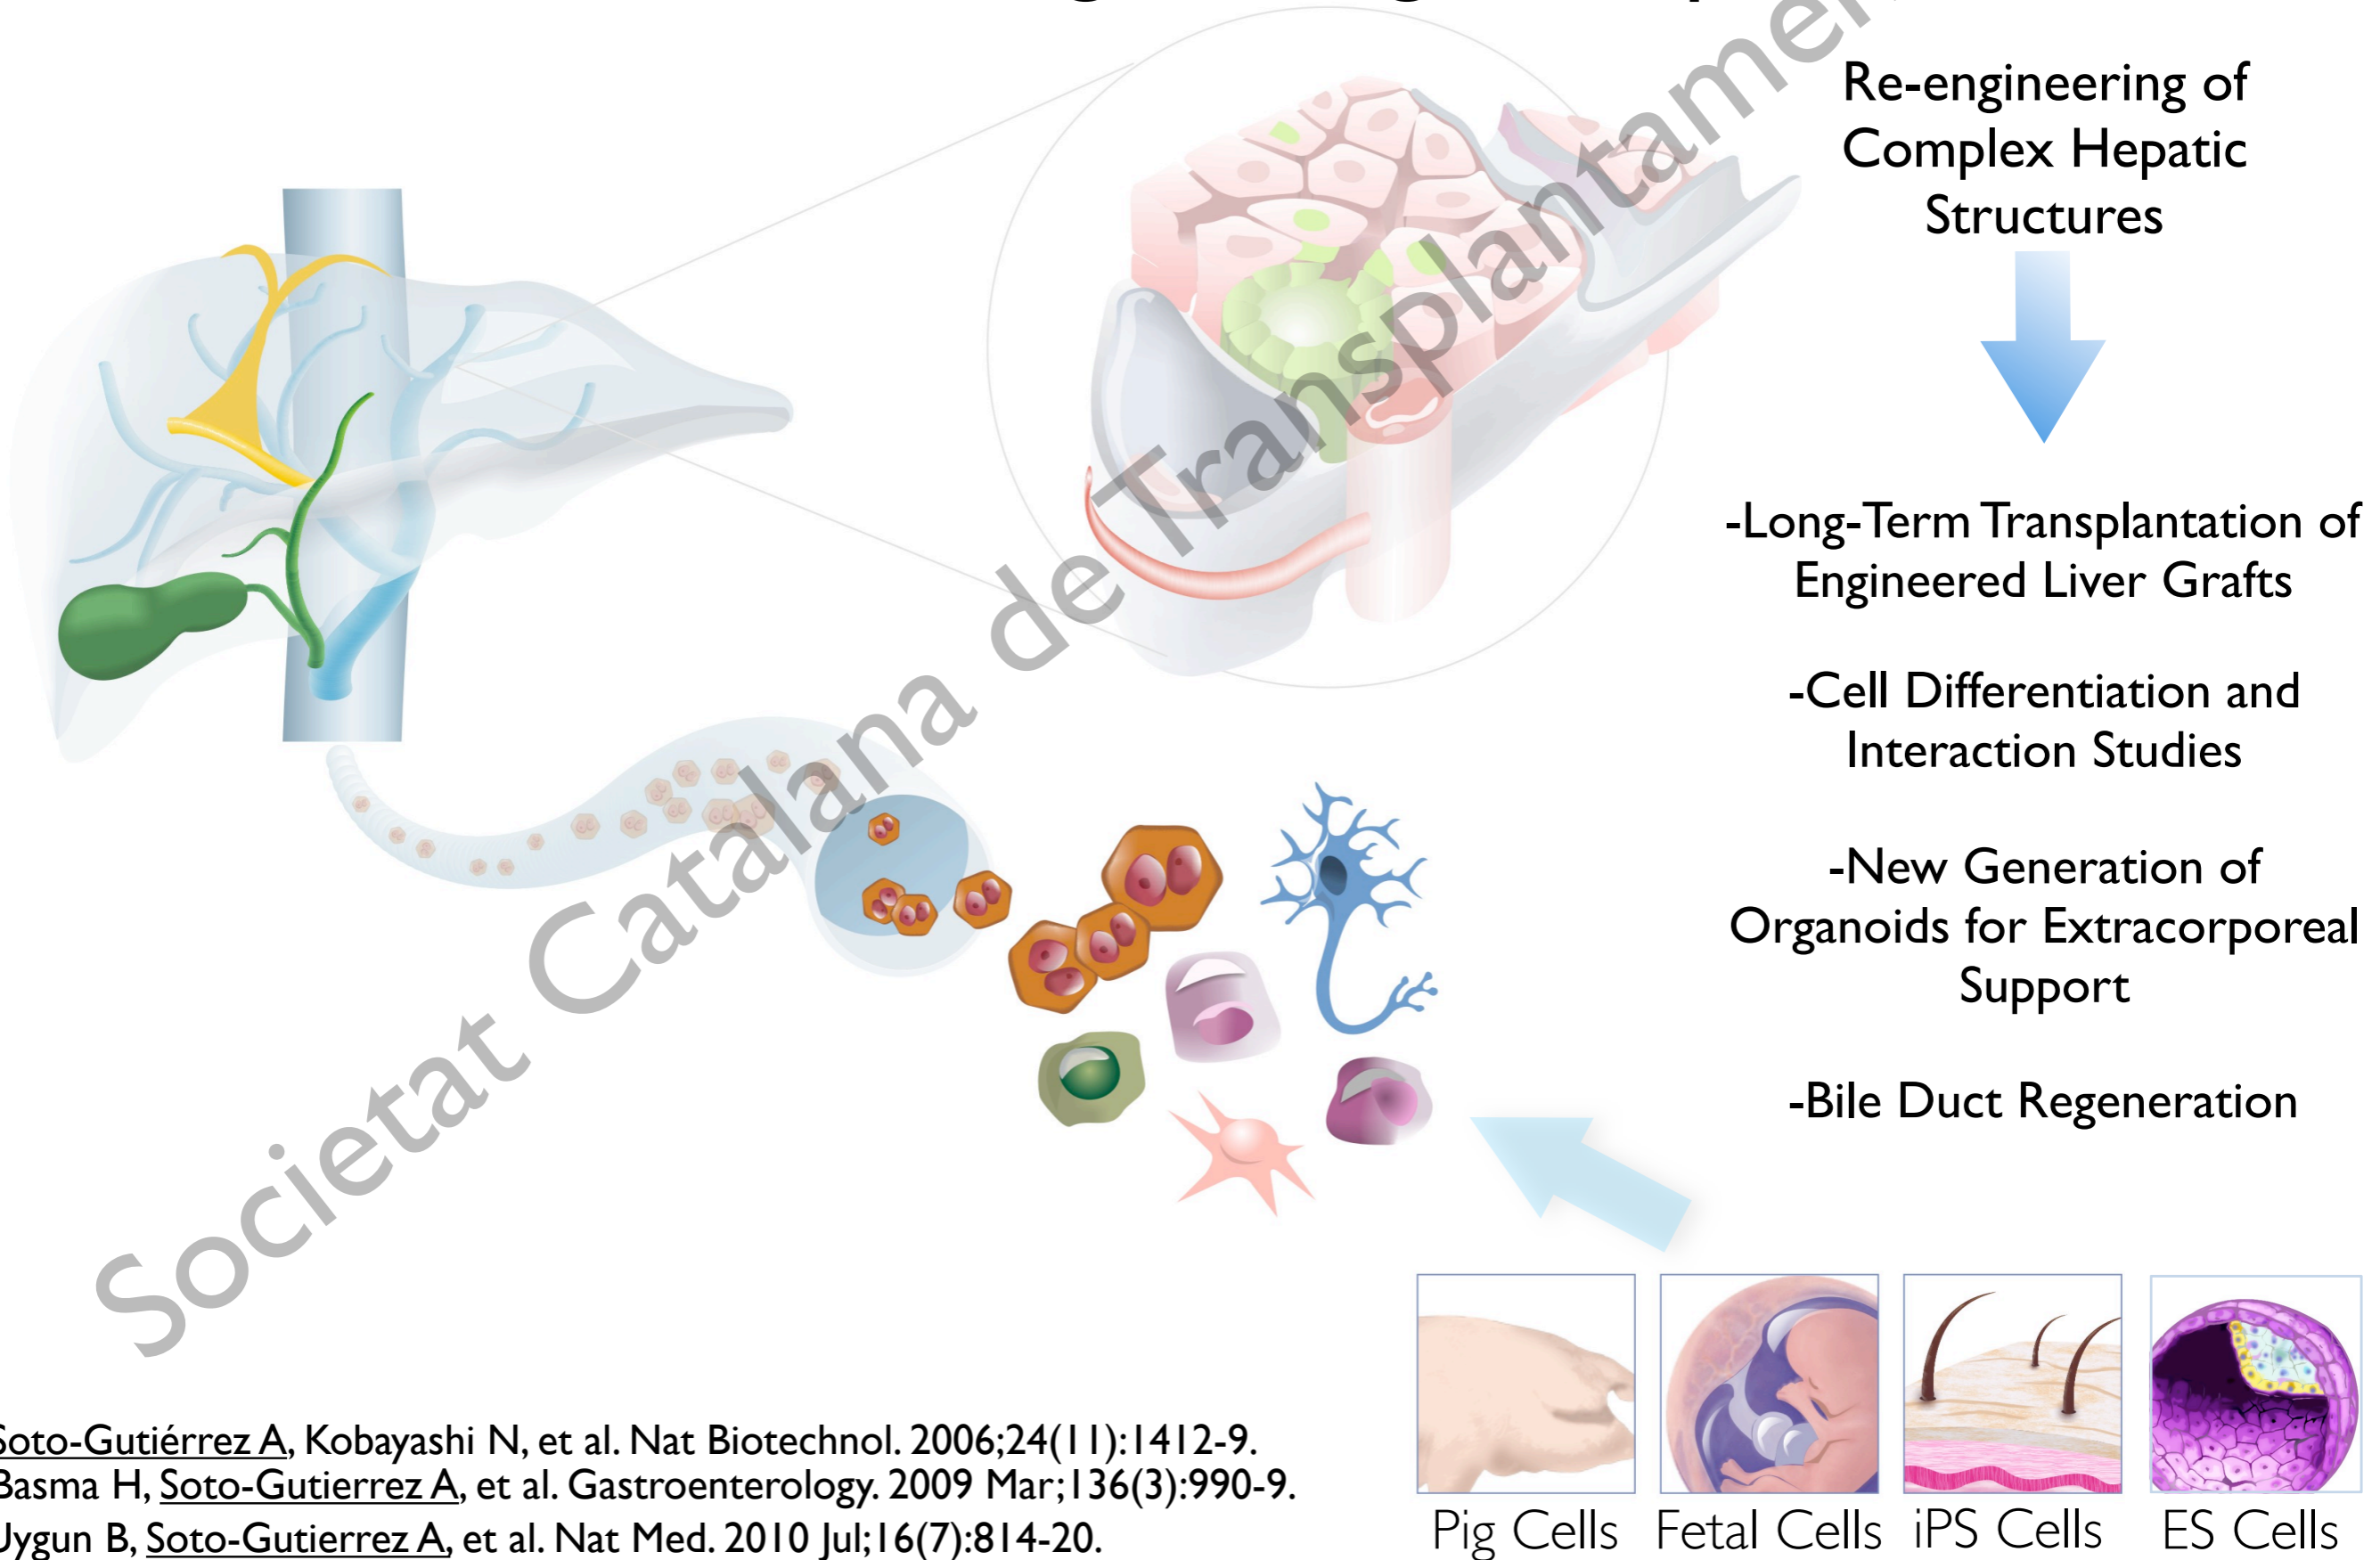 Re-engineering of
Complex Hepatic
Structures
-Long-Term Transplantation of
Engineered Liver Grafts
-Cell Differentiation and
Interaction Studies
-New Generation of
Organoids for Extracorporeal
Support
-Bile Duct Regeneration
Societat Catalana de
Soto-Gutiérrez A, Kobayashi N, et al. Nat Biotechnol. 2006;24(11):1412-9.
Basma H, Soto-Gutierrez A, et al. Gastroenterology. 2009 Mar;136(3):990-9.
Uygun B, Soto-Gutierrez A, et al. Nat Med. 2010 Jul;16(7):814-20.
Pig Cells
Fetal Cells
iPS Cells
ES Cells